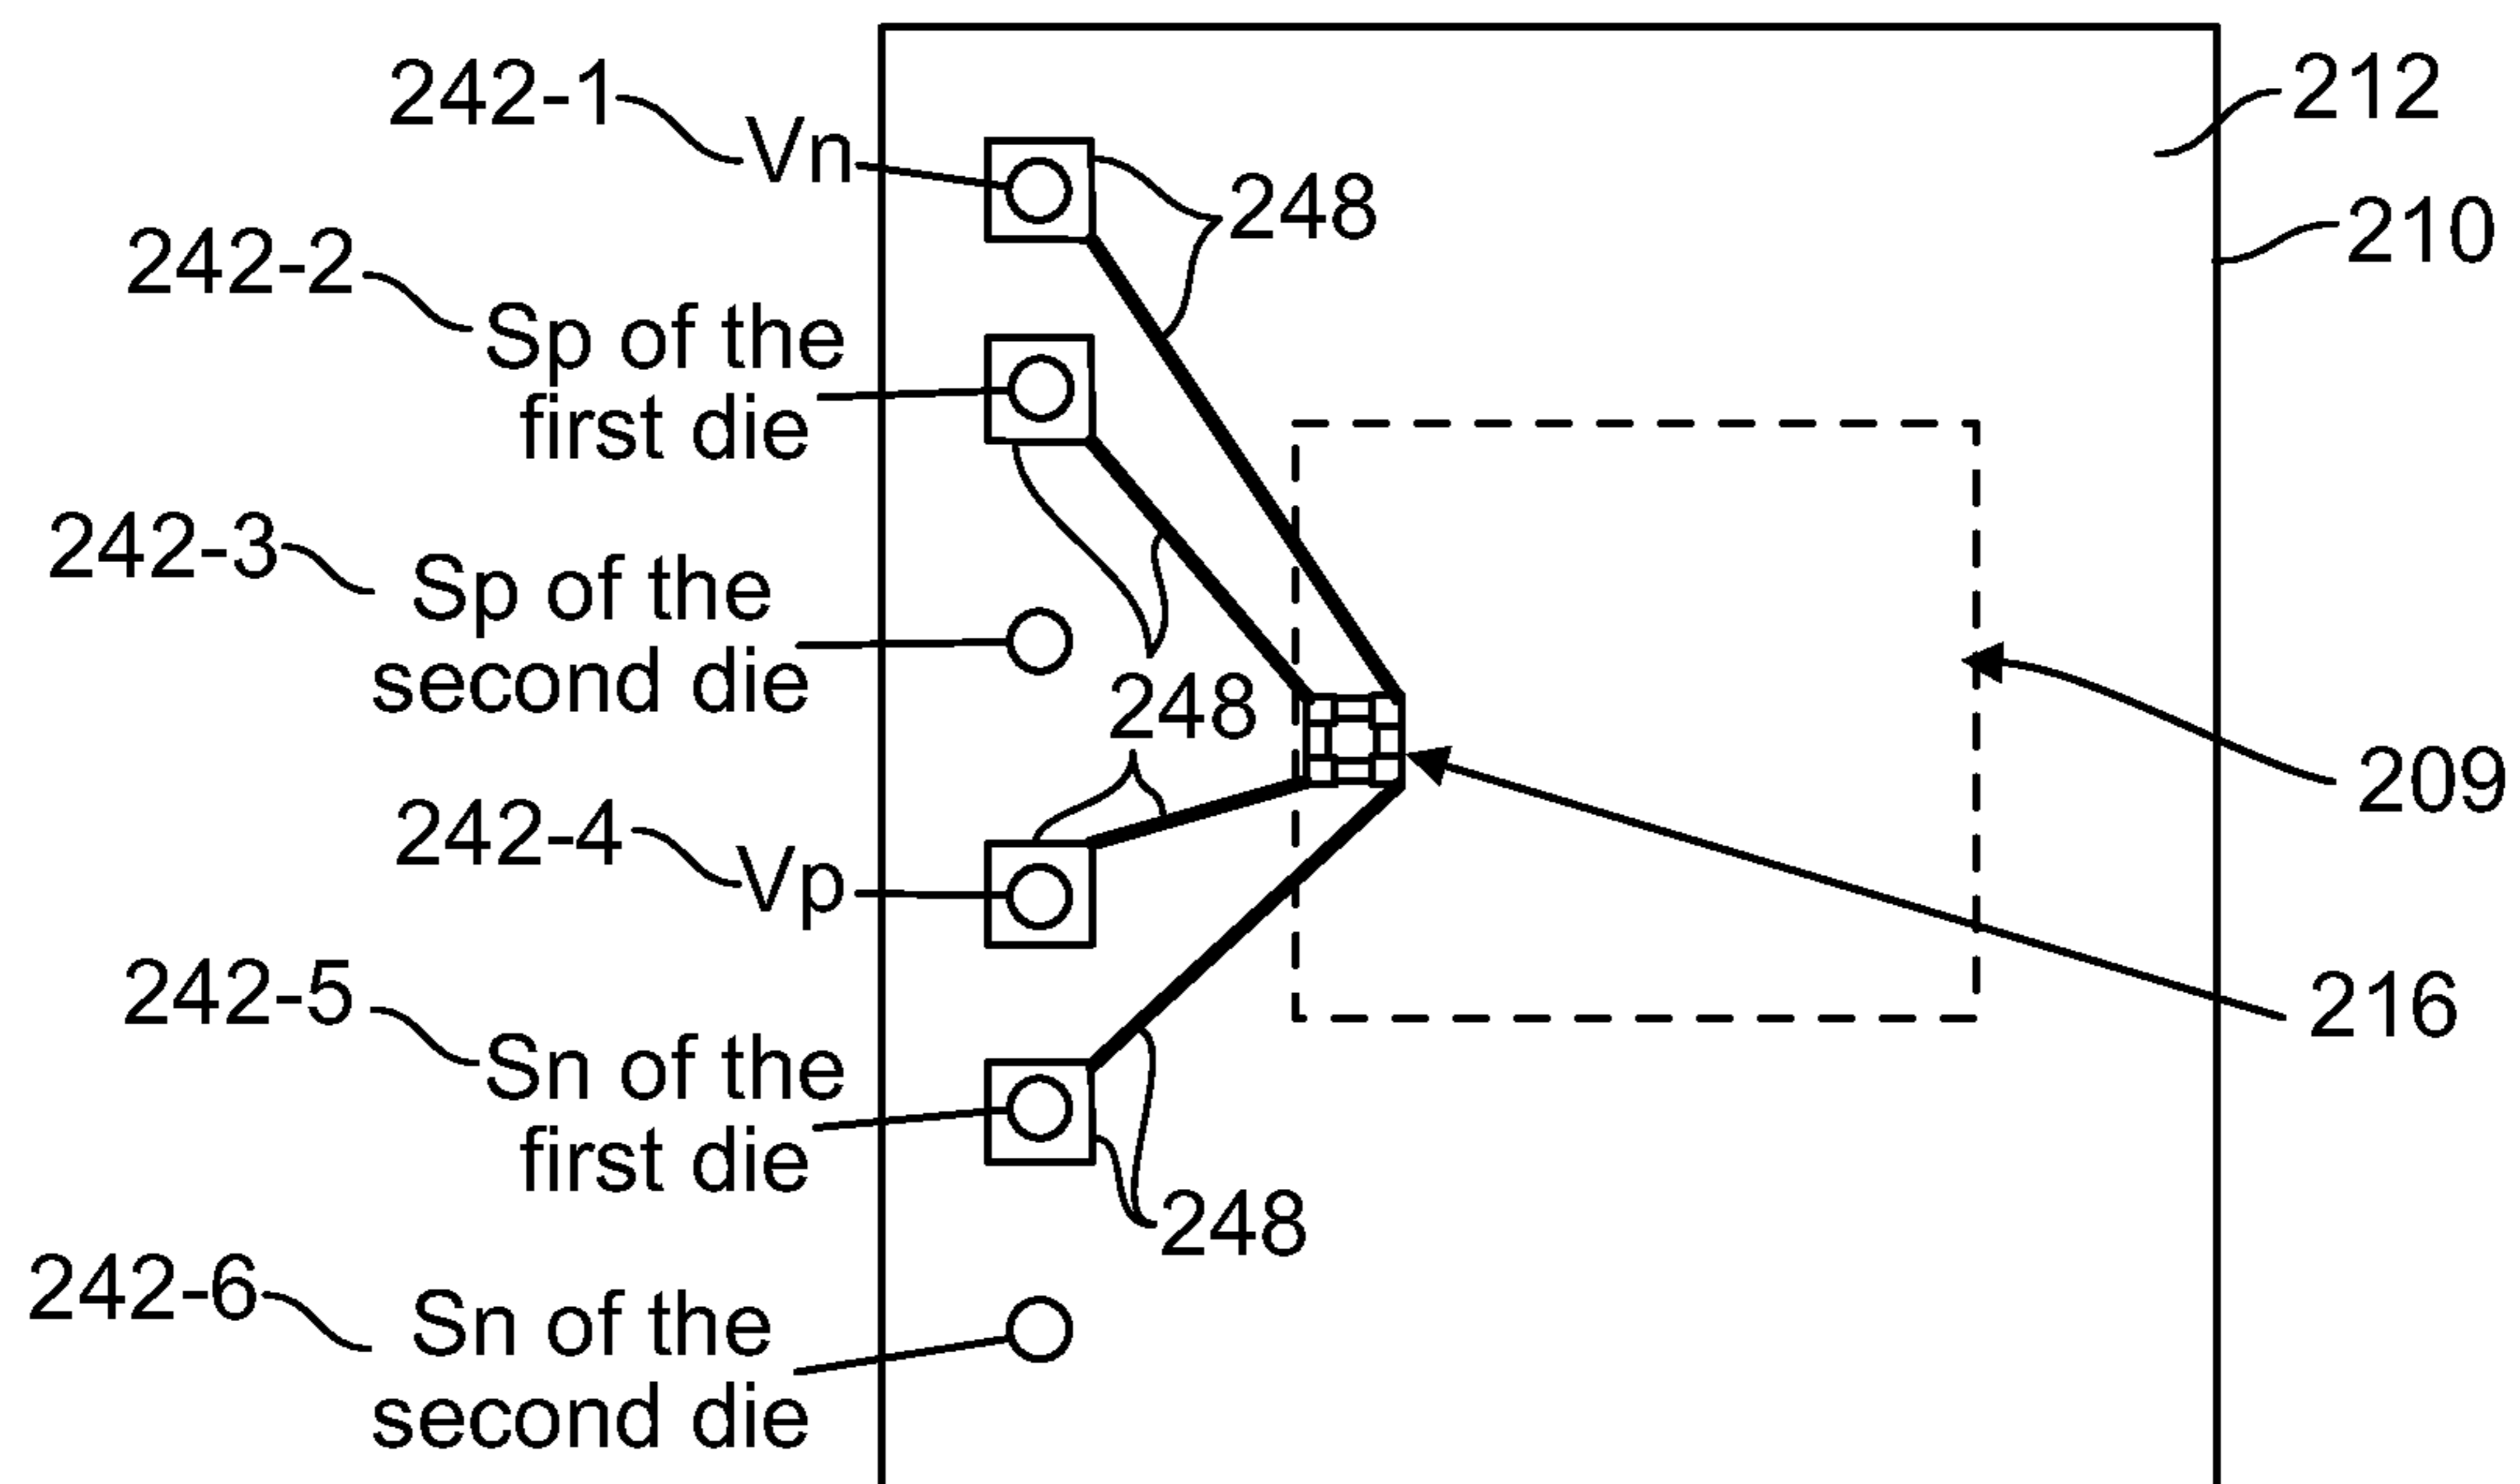 242-1
Vn
212
248
210
242-2
Sp of the
first die
242-3
Sp of the
second die
248
209
242-4
Vp
216
242-5
Sn of the
first die
248
242-6
Sn of the
second die